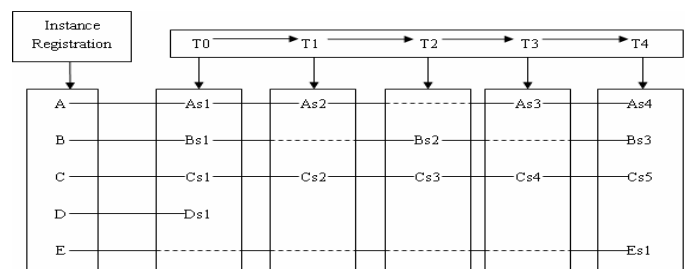 Instance
Registration
T0 T1 T2 T3 T4
A As1 As2 As3 As4
B Bs1 Bs2 Bs3
C Cs1 Cs2 Cs3 Cs4 Cs5
D Ds1
E Es1